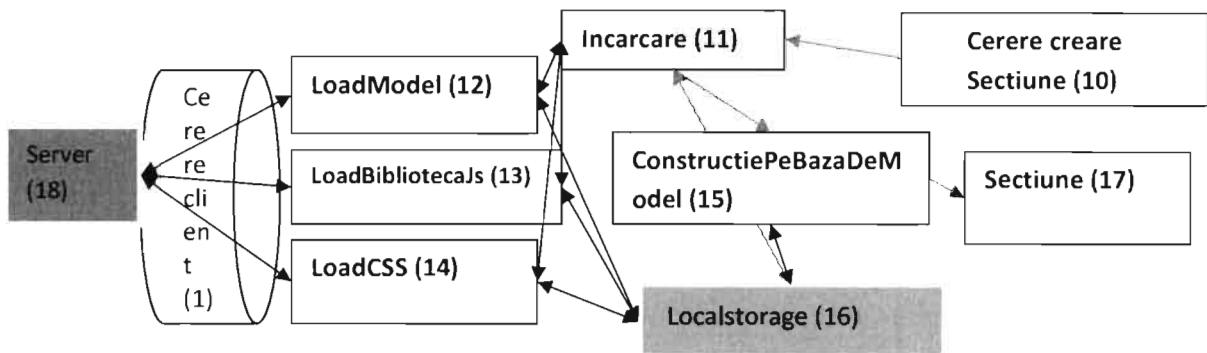 Server
(18)
Ce
re
re
cli
en
t
(1)
LoadModel (12)
LoadBibliotecaJs (13)
LoadCSS (14)
Incarcare (11)
Cerere creare
Sectiune (10)
ConstructiePeBazaDeM
odel (15)
Sectiune (17)
Localstorage (16)